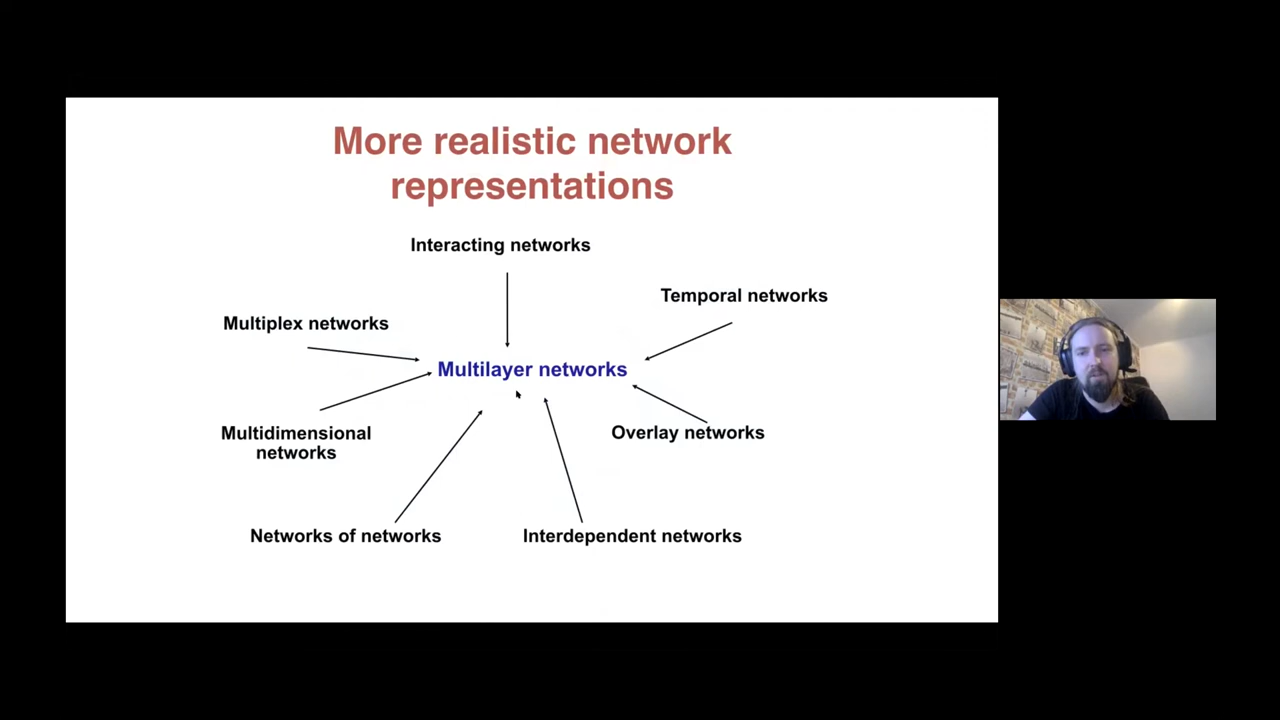 More realistic network
representations
Interacting networks
Temporal networks
Multiplex networks
Multilayer networks
Multidimensional
networks
Overlay networks
Networks of networks
Interdependent networks